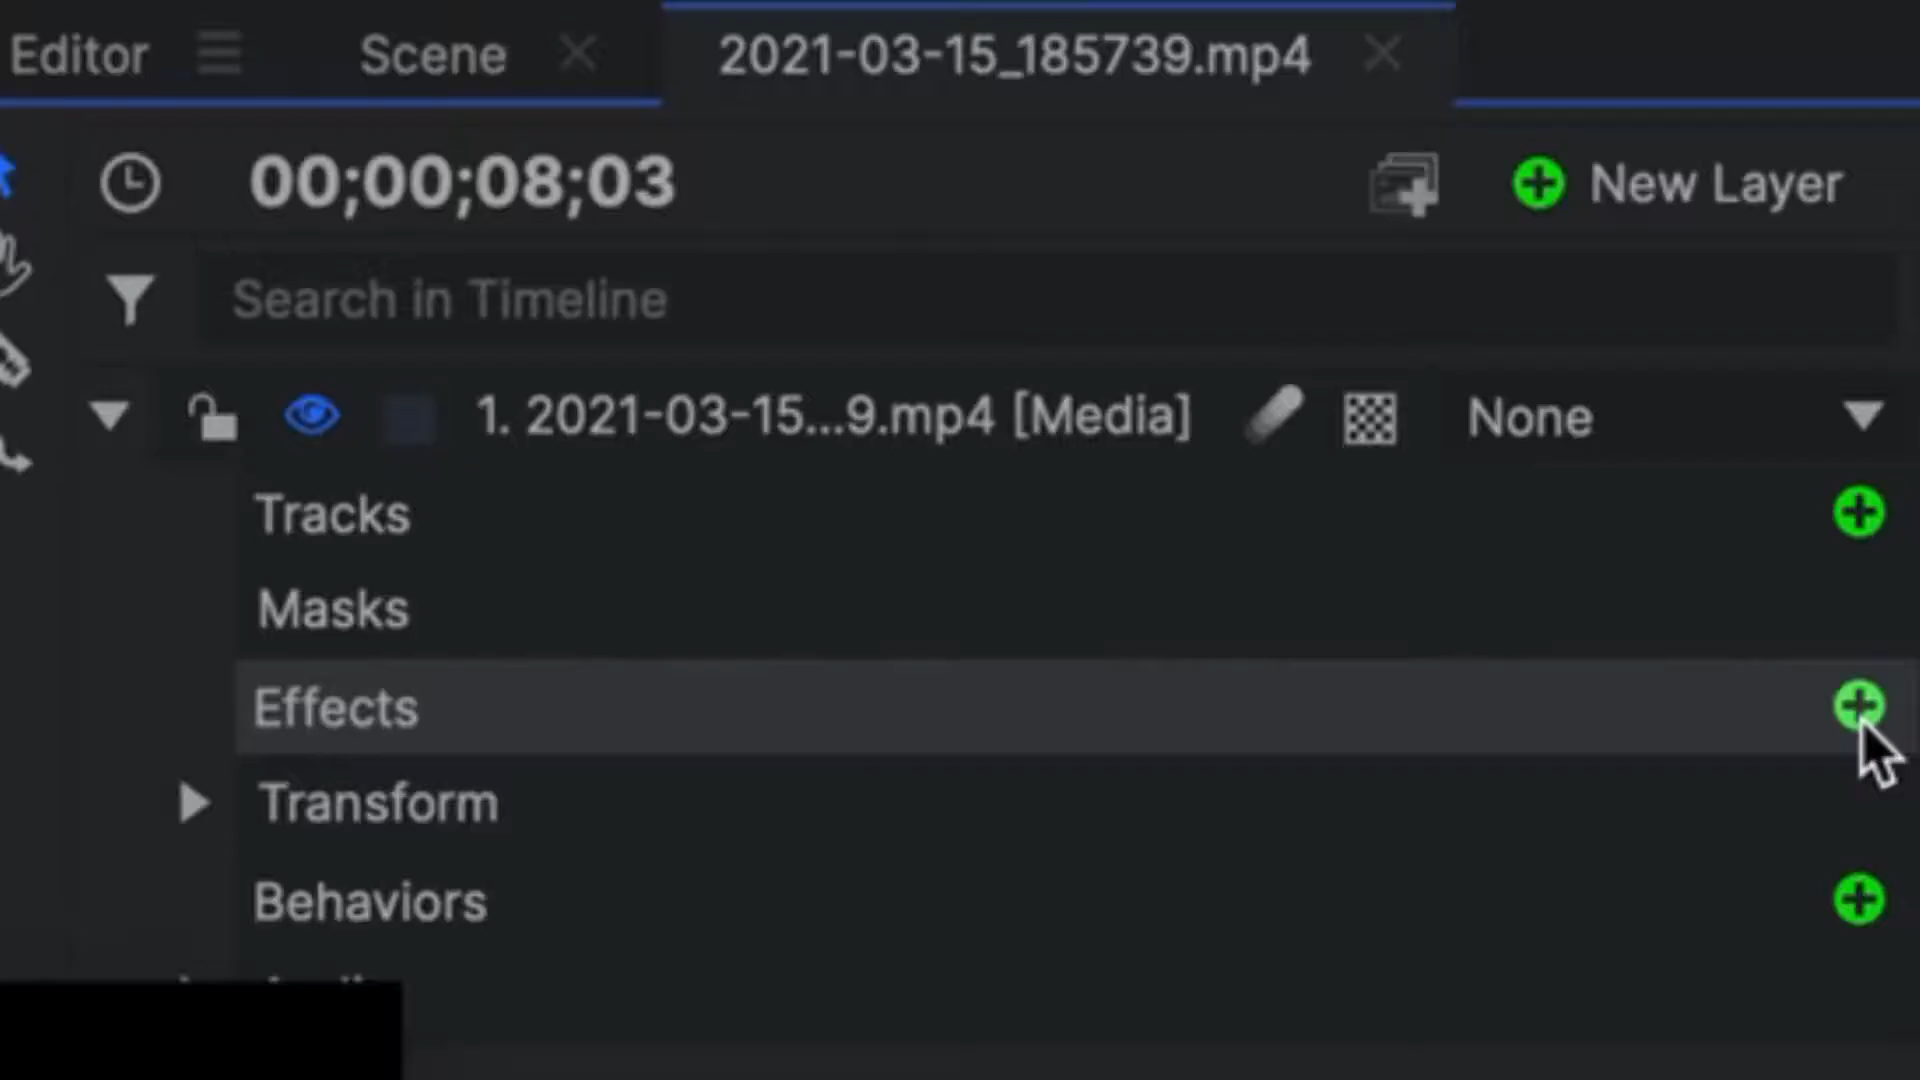 Editor
Scene
2021-03-15_185739.mp4
00;00;08;03
New Layer
Search in Timeline
1. 2021-03-15...9.mp4 [Media]
None
Tracks
Masks
Effects
Transform
Behaviors